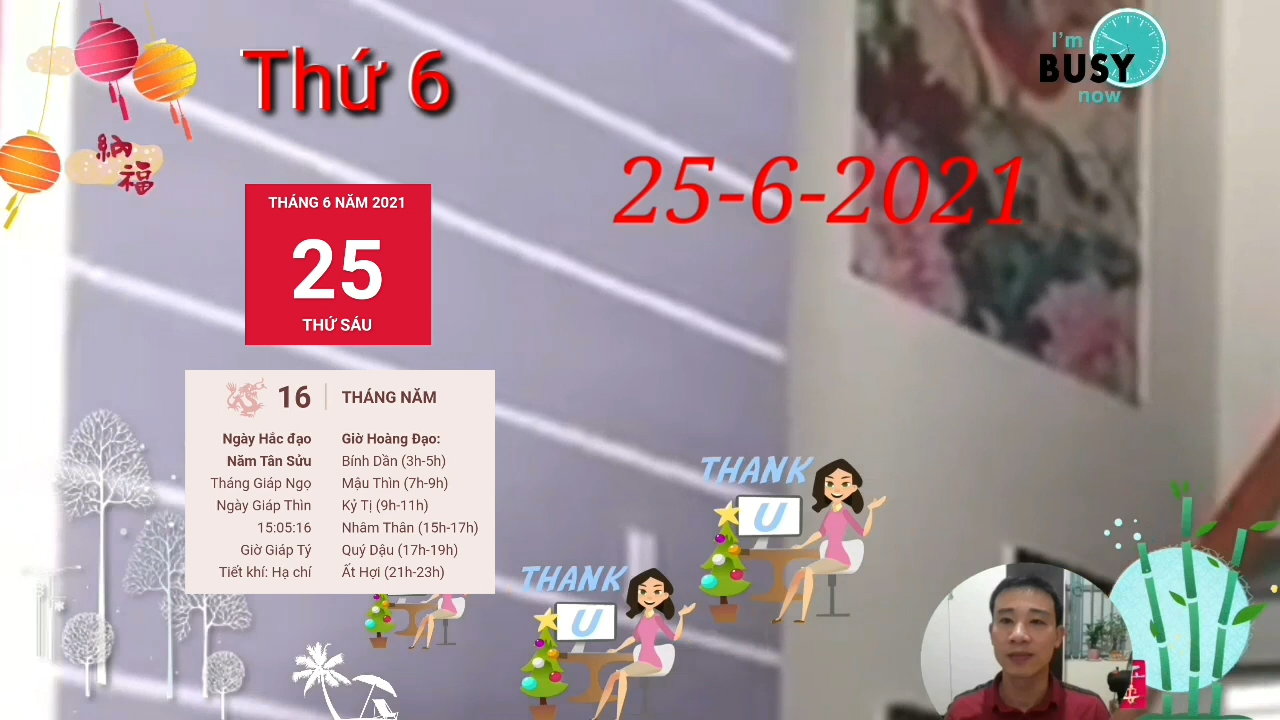 Thứ 6
I'm
BUSY
now
納
福
25-6-2021
THÁNG 6 NĂM 2021
25
THỨ SÁU
16 THÁNG NĂM
Ngày Hắc đạo
Năm Tân Sửu
Tháng Giáp Ngọ
Ngày Giáp Thìn
15:05:16
Giờ Giáp Tý
Tiết khí: Hạ chí
Giờ Hoàng Đạo:
Bính Dần (3h-5h)
Mậu Thìn (7h-9h)
Kỷ Tị (9h-11h)
Nhâm Thân (15h-17h)
Quý Dậu (17h-19h)
Ất Hợi (21h-23h)
THANK
U
THANK
U